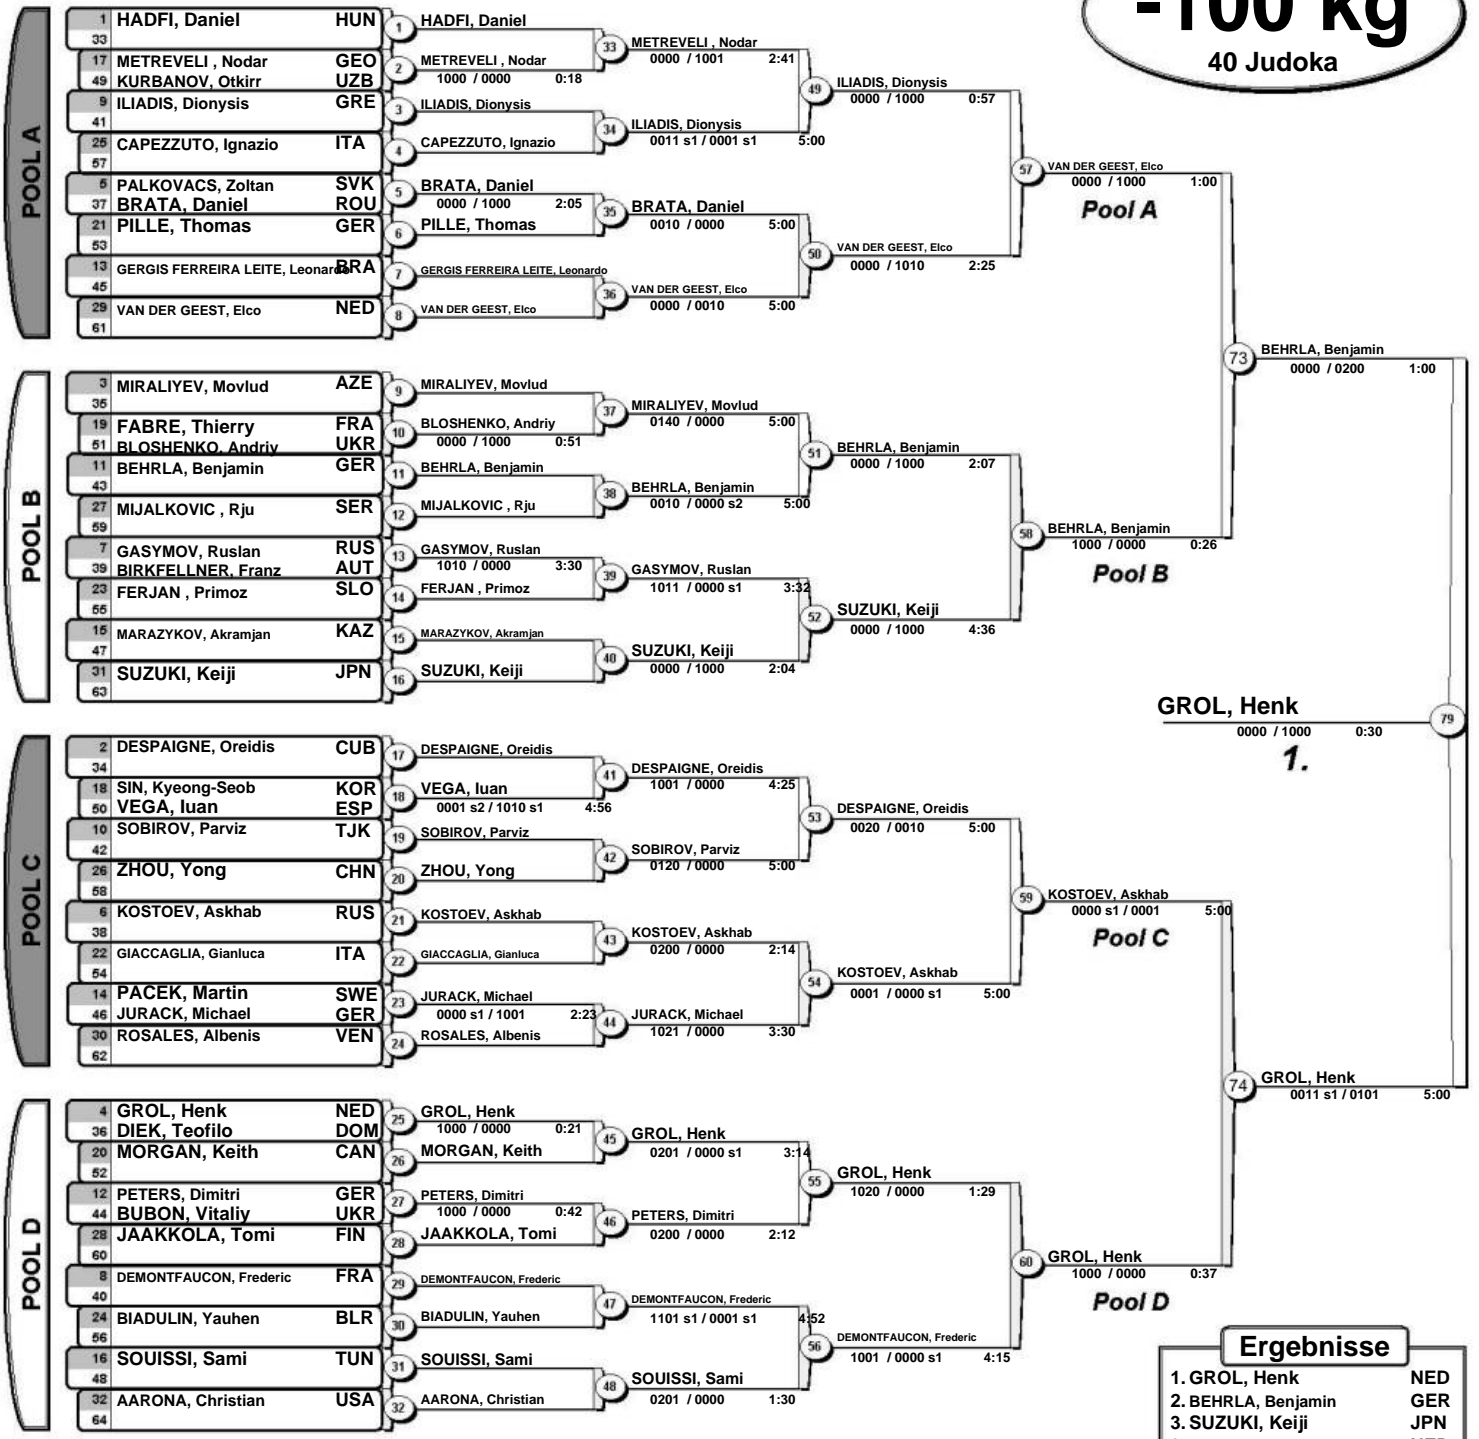 -100 kg
40 Judoka
POOL A
1 HADFI, Daniel HUN
33
17 METREVELI , Nodar GEO
49 KURBANOV, Otkirr UZB
9 ILIADIS, Dionysis GRE
41
25 CAPEZZUTO, Ignazio ITA
57
5 PALKOVACS, Zoltan SVK
37 BRATA, Daniel ROU
21 PILLE, Thomas GER
53
13 GERGIS FERREIRA LEITE, Leonardo BRA
45
29 VAN DER GEEST, Elco NED
61
1 HADFI, Daniel
2 METREVELI , Nodar
1000 / 0000 0:18
3 ILIADIS, Dionysis
4 CAPEZZUTO, Ignazio
5 BRATA, Daniel
0000 / 1000 2:05
6 PILLE, Thomas
7 GERGIS FERREIRA LEITE, Leonardo
8 VAN DER GEEST, Elco
33 METREVELI , Nodar
0000 / 1001 2:41
34 ILIADIS, Dionysis
0011 s1 / 0001 s1 5:00
35 BRATA, Daniel
0010 / 0000 5:00
36 VAN DER GEEST, Elco
0000 / 0010 5:00
49 ILIADIS, Dionysis
0000 / 1000 0:57
50 VAN DER GEEST, Elco
0000 / 1010 2:25
57 VAN DER GEEST, Elco
0000 / 1000 1:00
Pool A
POOL B
3 MIRALIYEV, Movlud AZE
35
19 FABRE, Thierry FRA
51 BLOSHENKO, Andriy UKR
11 BEHRLA, Benjamin GER
43
27 MIJALKOVIC , Rju SER
59
7 GASYMOV, Ruslan RUS
39 BIRKFELLNER, Franz AUT
23 FERJAN , Primoz SLO
55
15 MARAZYKOV, Akramjan KAZ
47
31 SUZUKI, Keiji JPN
63
9 MIRALIYEV, Movlud
10 BLOSHENKO, Andriy
0000 / 1000 0:51
11 BEHRLA, Benjamin
12 MIJALKOVIC , Rju
13 GASYMOV, Ruslan
1010 / 0000 3:30
14 FERJAN , Primoz
15 MARAZYKOV, Akramjan
16 SUZUKI, Keiji
37 MIRALIYEV, Movlud
0140 / 0000 5:00
38 BEHRLA, Benjamin
0010 / 0000 s2 5:00
39 GASYMOV, Ruslan
1011 / 0000 s1 3:32
40 SUZUKI, Keiji
0000 / 1000 2:04
51 BEHRLA, Benjamin
0000 / 1000 2:07
52 SUZUKI, Keiji
0000 / 1000 4:36
58 BEHRLA, Benjamin
1000 / 0000 0:26
Pool B
73 BEHRLA, Benjamin
0000 / 0200 1:00
GROL, Henk 79
0000 / 1000 0:30
1.
POOL C
2 DESPAIGNE, Oreidis CUB
34
18 SIN, Kyeong-Seob KOR
50 VEGA, Iuan ESP
10 SOBIROV, Parviz TJK
42
26 ZHOU, Yong CHN
58
6 KOSTOEV, Askhab RUS
38
22 GIACCAGLIA, Gianluca ITA
54
14 PACEK, Martin SWE
46 JURACK, Michael GER
30 ROSALES, Albenis VEN
62
17 DESPAIGNE, Oreidis
18 VEGA, Iuan
0001 s2 / 1010 s1 4:56
19 SOBIROV, Parviz
20 ZHOU, Yong
21 KOSTOEV, Askhab
22 GIACCAGLIA, Gianluca
23 JURACK, Michael
0000 s1 / 1001 2:23
24 ROSALES, Albenis
41 DESPAIGNE, Oreidis
1001 / 0000 4:25
42 SOBIROV, Parviz
0120 / 0000 5:00
43 KOSTOEV, Askhab
0200 / 0000 2:14
44 JURACK, Michael
1021 / 0000 3:30
53 DESPAIGNE, Oreidis
0020 / 0010 5:00
54 KOSTOEV, Askhab
0001 / 0000 s1 5:00
59 KOSTOEV, Askhab
0000 s1 / 0001 5:00
Pool C
74 GROL, Henk
0011 s1 / 0101 5:00
POOL D
4 GROL, Henk NED
36 DIEK, Teofilo DOM
20 MORGAN, Keith CAN
52
12 PETERS, Dimitri GER
44 BUBON, Vitaliy UKR
28 JAAKKOLA, Tomi FIN
60
8 DEMONTFAUCON, Frederic FRA
40
24 BIADULIN, Yauhen BLR
56
16 SOUISSI, Sami TUN
48
32 AARONA, Christian USA
64
25 GROL, Henk
1000 / 0000 0:21
26 MORGAN, Keith
27 PETERS, Dimitri
1000 / 0000 0:42
28 JAAKKOLA, Tomi
29 DEMONTFAUCON, Frederic
30 BIADULIN, Yauhen
31 SOUISSI, Sami
32 AARONA, Christian
45 GROL, Henk
0201 / 0000 s1 3:14
46 PETERS, Dimitri
0200 / 0000 2:12
47 DEMONTFAUCON, Frederic
1101 s1 / 0001 s1 4:52
48 SOUISSI, Sami
0201 / 0000 1:30
55 GROL, Henk
1020 / 0000 1:29
56 DEMONTFAUCON, Frederic
1001 / 0000 s1 4:15
60 GROL, Henk
1000 / 0000 0:37
Pool D
Ergebnisse
1. GROL, Henk NED
2. BEHRLA, Benjamin GER
3. SUZUKI, Keiji JPN